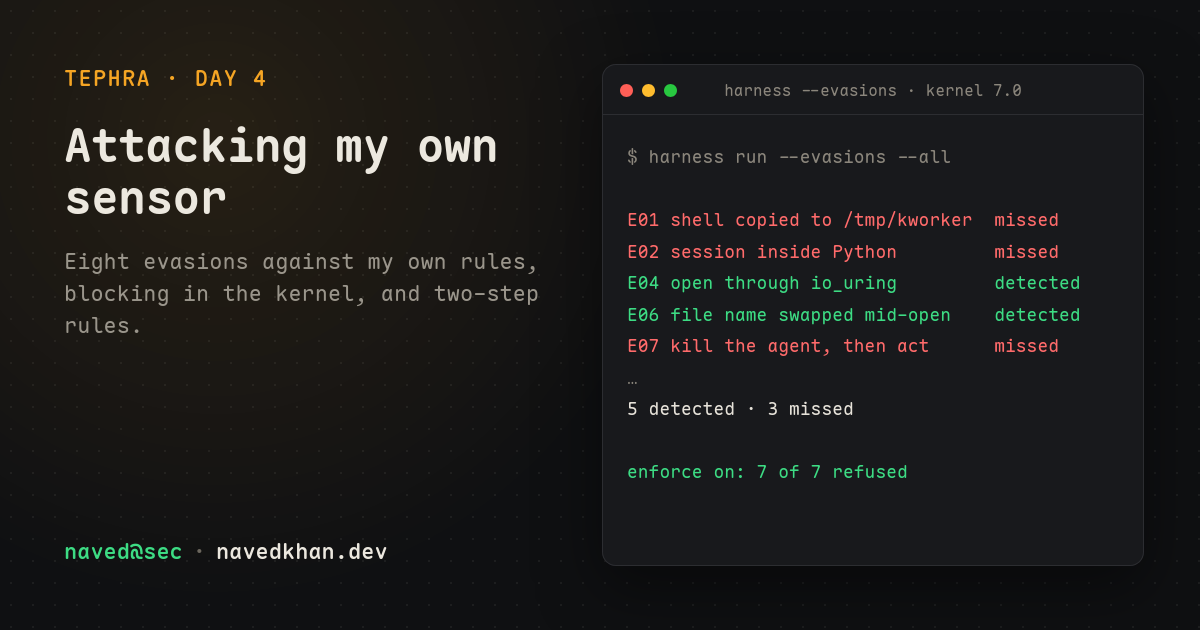 TEPHRA · DAY 4
Attacking my own
sensor
Eight evasions against my own rules,
blocking in the kernel, and two-step
rules.
naved@sec · navedkhan.dev
harness --evasions · kernel 7.0
$ harness run --evasions --all
E01 shell copied to /tmp/kworker missed
E02 session inside Python missed
E04 open through io_uring detected
E06 file name swapped mid-open detected
E07 kill the agent, then act missed
…
5 detected · 3 missed
enforce on: 7 of 7 refused